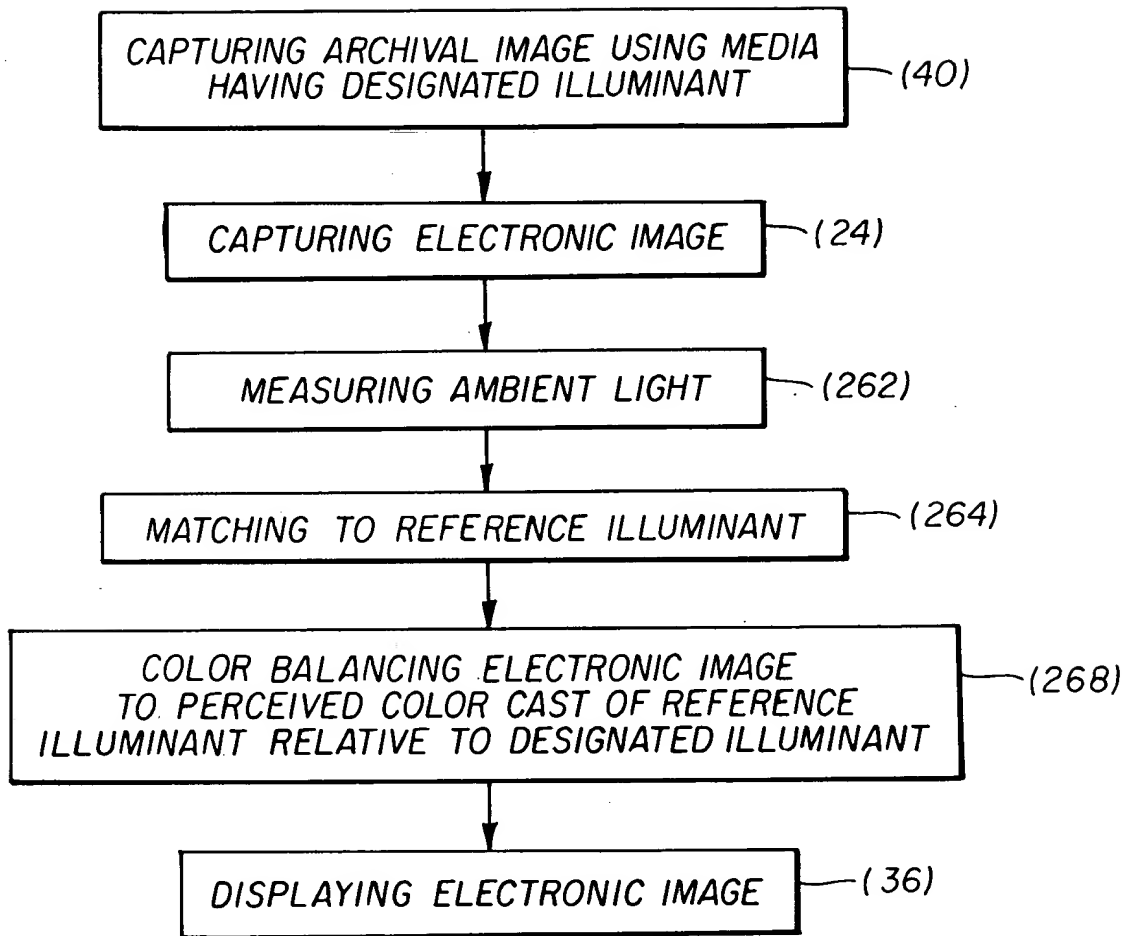 CAPTURING ARCHIVAL IMAGE USING MEDIA
HAVING DESIGNATED ILLUMINANT
(40)
CAPTURING ELECTRONIC IMAGE
(24)
MEASURING AMBIENT LIGHT
(262)
MATCHING TO REFERENCE ILLUMINANT
(264)
COLOR BALANCING ELECTRONIC IMAGE
TO PERCEIVED COLOR CAST OF REFERENCE
ILLUMINANT RELATIVE TO DESIGNATED ILLUMINANT
(268)
DISPLAYING ELECTRONIC IMAGE
(36)